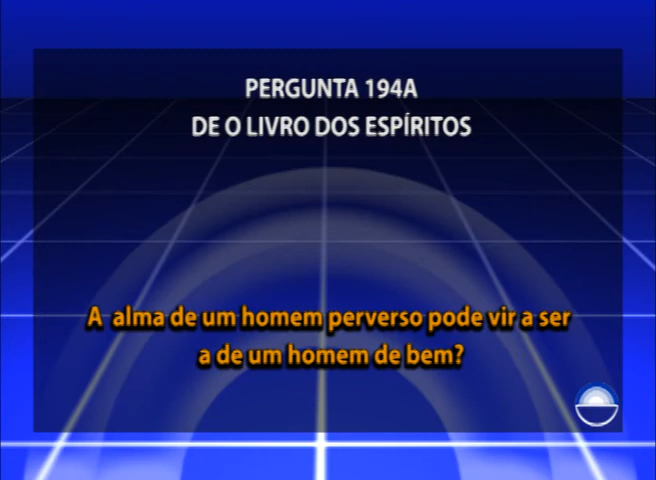 PERGUNTA 194A
DE O LIVRO DOS ESPÍRITOS
A alma de um homem perverso pode vir a ser
a de um homem de bem?